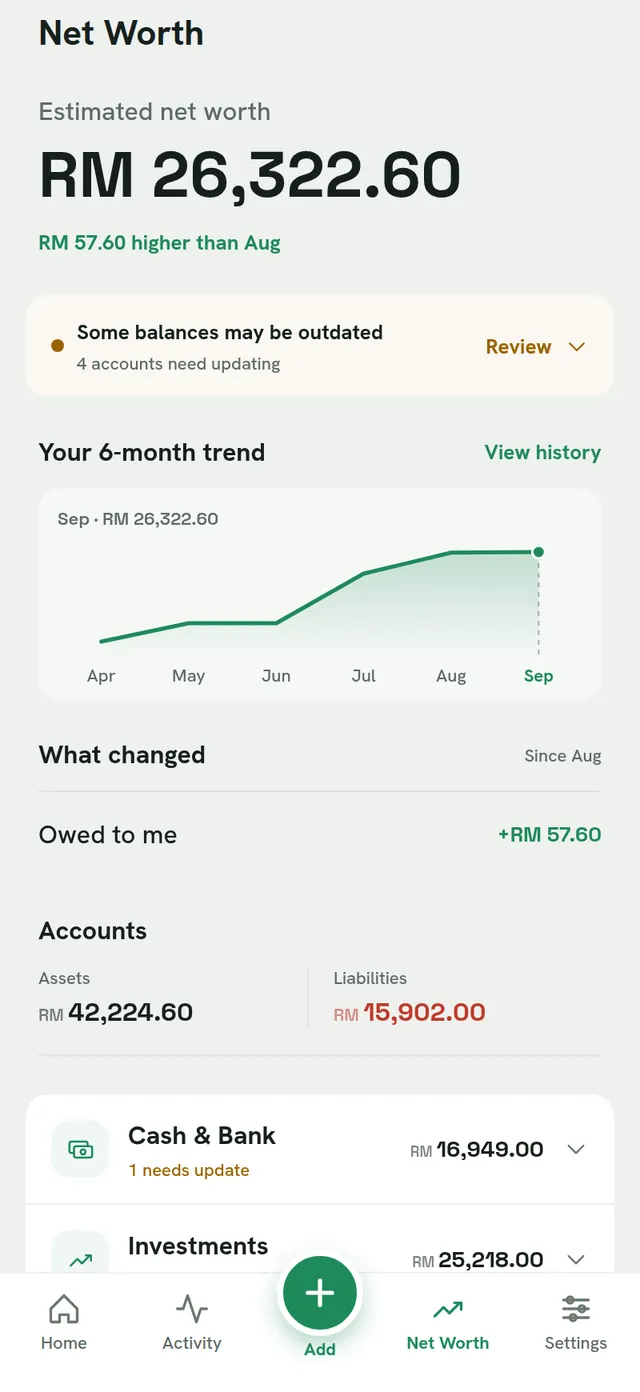 Net Worth
Estimated net worth
RM 26,322.60
RM 57.60 higher than Aug
Some balances may be outdated
4 accounts need updating
Review
Your 6-month trend
View history
Sep · RM 26,322.60
Apr May Jun Jul Aug Sep
What changed
Since Aug
Owed to me
+RM 57.60
Accounts
Assets
RM 42,224.60
Liabilities
RM 15,902.00
Cash & Bank
1 needs update
RM 16,949.00
Investments
RM 25,218.00
Home
Activity
Add
Net Worth
Settings